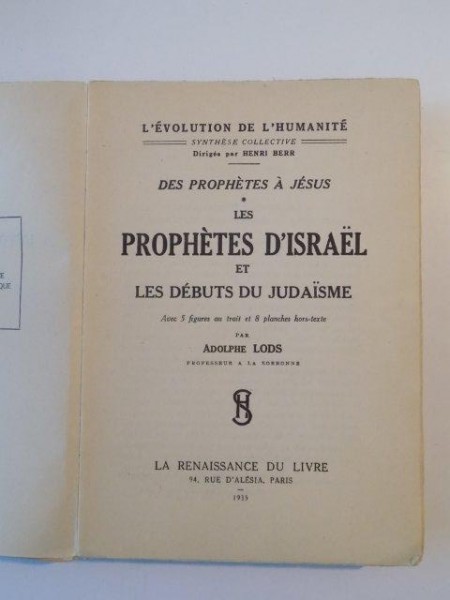 L'ÉVOLUTION DE L'HUMANITÉ
SYNTHÈSE COLLECTIVE
Dirigée par HENRI BERR
DES PROPHÈTES À JÉSUS
*
LES
PROPHÈTES D'ISRAËL
ET
LES DÉBUTS DU JUDAÏSME
Avec 5 figures au trait et 8 planches hors-texte
PAR
ADOLPHE LODS
PROFESSEUR A LA SORBONNE
LA RENAISSANCE DU LIVRE
94, RUE D'ALÉSIA, PARIS
1935
E
QUE